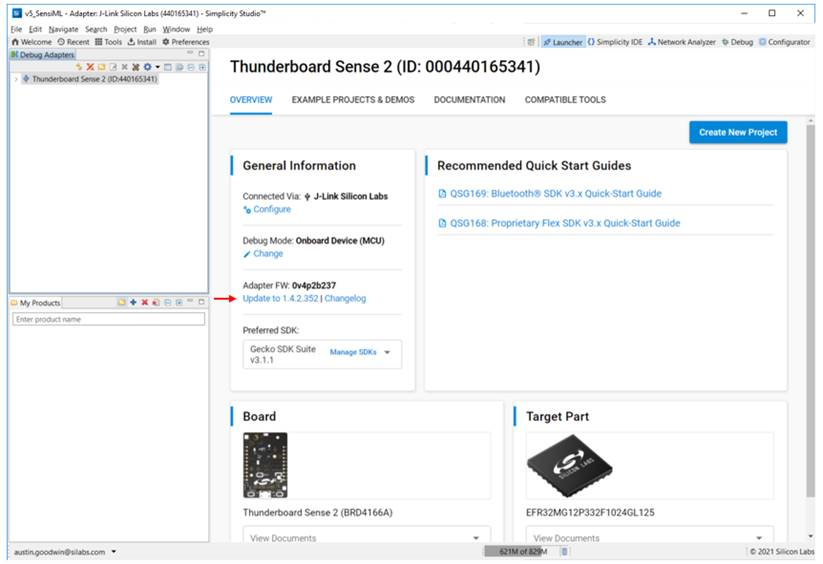 v5_SensiML - Adapter: J-Link Silicon Labs (440165341) - Simplicity Studio™
File Edit Navigate Search Project Run Window Help
Welcome Recent Tools Install Preferences
Launcher {} Simplicity IDE Network Analyzer Debug Configurator
Debug Adapters
Thunderboard Sense 2 (ID:440165341)
Thunderboard Sense 2 (ID: 000440165341)
OVERVIEW EXAMPLE PROJECTS & DEMOS DOCUMENTATION COMPATIBLE TOOLS
Create New Project
General Information
Connected Via: J-Link Silicon Labs
Configure
Debug Mode: Onboard Device (MCU)
Change
Adapter FW: 0v4p2b237
Update to 1.4.2.352 | Changelog
Preferred SDK:
Gecko SDK Suite
v3.1.1
Manage SDKs
Recommended Quick Start Guides
QSG169: Bluetooth® SDK v3.x Quick-Start Guide
QSG168: Proprietary Flex SDK v3.x Quick-Start Guide
My Products
Enter product name
Board
Thunderboard Sense 2 (BRD4166A)
View Documents
Target Part
SILICON LABS
EFR32MG12P332F1024GL125
View Documents
austin.goodwin@silabs.com
621M of 829M
© 2021 Silicon Labs